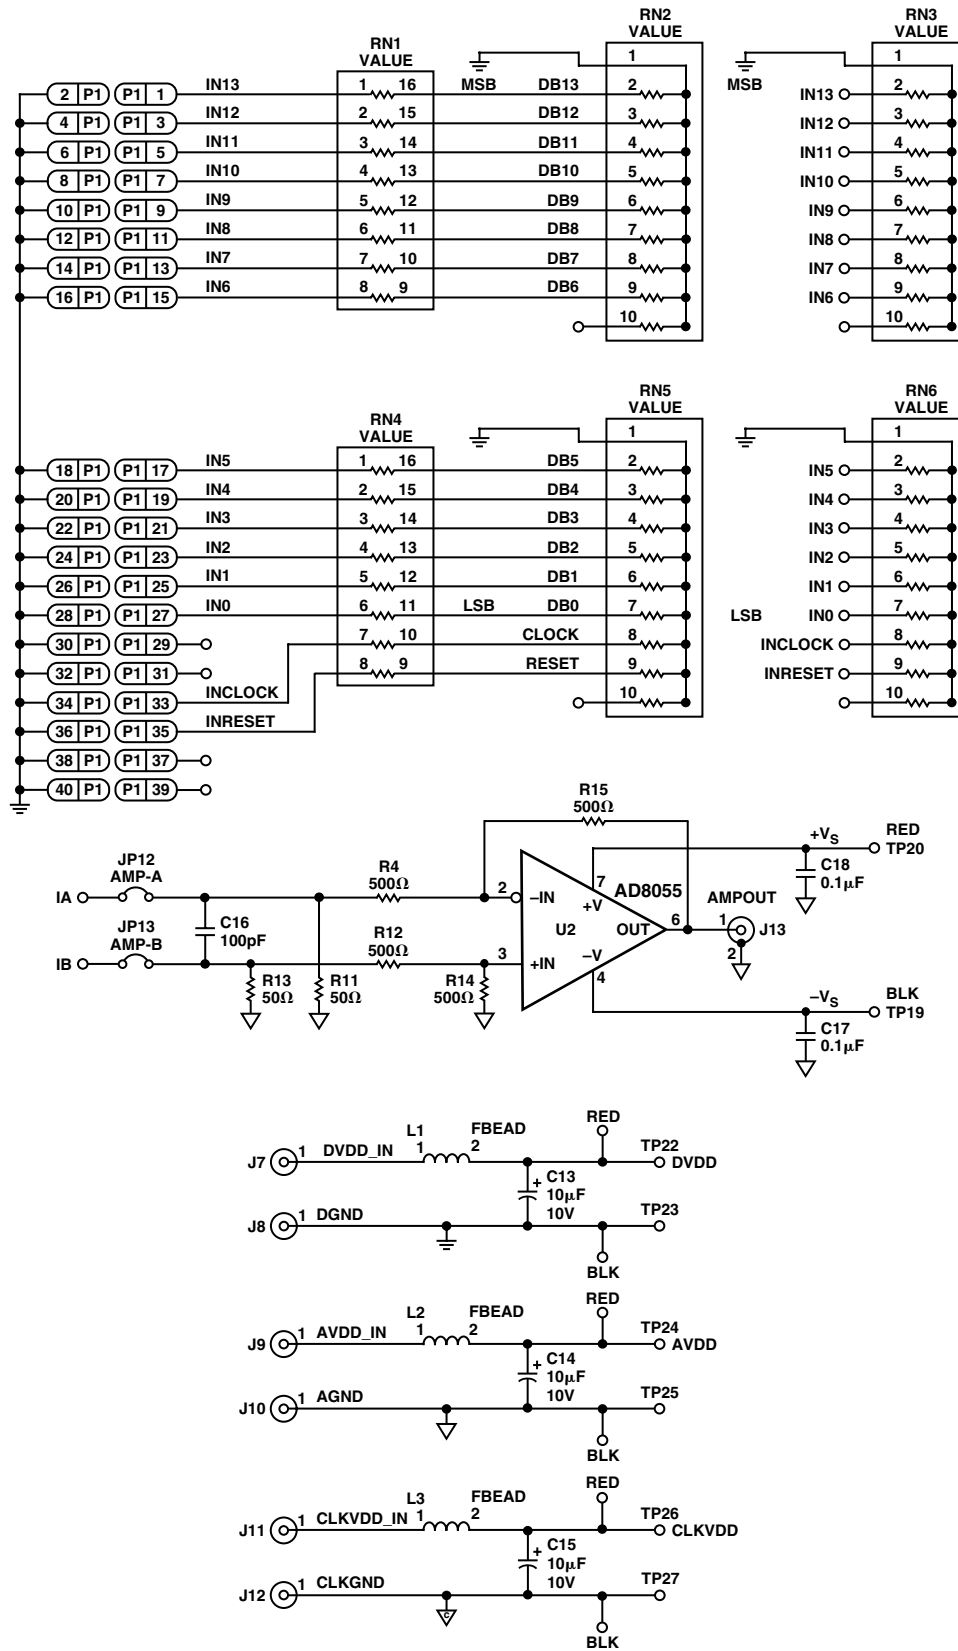 RN1
VALUE
RN2
VALUE
RN3
VALUE
1
1
MSB
MSB
2 P1 P1 1 IN13 1 16 DB13 2 IN13 2
4 P1 P1 3 IN12 2 15 DB12 3 IN12 3
6 P1 P1 5 IN11 3 14 DB11 4 IN11 4
8 P1 P1 7 IN10 4 13 DB10 5 IN10 5
10 P1 P1 9 IN9 5 12 DB9 6 IN9 6
12 P1 P1 11 IN8 6 11 DB8 7 IN8 7
14 P1 P1 13 IN7 7 10 DB7 8 IN7 8
16 P1 P1 15 IN6 8 9 DB6 9 IN6 9
10 10
RN4
VALUE
RN5
VALUE
RN6
VALUE
1
1
18 P1 P1 17 IN5 1 16 DB5 2 IN5 2
20 P1 P1 19 IN4 2 15 DB4 3 IN4 3
22 P1 P1 21 IN3 3 14 DB3 4 IN3 4
24 P1 P1 23 IN2 4 13 DB2 5 IN2 5
26 P1 P1 25 IN1 5 12 DB1 6 IN1 6
28 P1 P1 27 IN0 6 11 LSB DB0 7 LSB IN0 7
30 P1 P1 29 7 10 CLOCK 8 INCLOCK 8
32 P1 P1 31 8 9 RESET 9 INRESET 9
34 P1 P1 33 INCLOCK 10 10
36 P1 P1 35 INRESET
38 P1 P1 37
40 P1 P1 39
R15
500Ω
JP12
AMP-A
IA
R4
500Ω
C16
100pF
JP13
AMP-B
IB
R12
500Ω
R13
50Ω
R11
50Ω
R14
500Ω
2
–IN
3
+IN
U2
7
+V
AD8055
OUT
6
–V
4
AMPOUT
1
2
J13
+VS
RED
TP20
C18
0.1µF
–VS
BLK
TP19
C17
0.1µF
J7 1 DVDD_IN
L1
1
FBEAD
2
RED
TP22
DVDD
C13
+
10µF
10V
J8 1 DGND
TP23
BLK
J9 1 AVDD_IN
L2
1
FBEAD
2
RED
TP24
AVDD
C14
+
10µF
10V
J10 1 AGND
TP25
BLK
J11 1 CLKVDD_IN
L3
1
FBEAD
2
RED
TP26
CLKVDD
C15
+
10µF
10V
J12 1 CLKGND
C
TP27
BLK